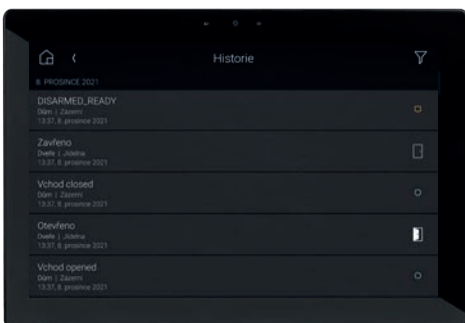 Historie
8. PROSINCE 2021
DISARMED_READY
Dům | Zázemí
13:37, 8. prosince 2021
Zavřeno
Dveře | Jídelna
13:37, 8. prosince 2021
Vchod closed
Dům | Zázemí
13:37, 8. prosince 2021
Otevřeno
Dveře | Jídelna
13:37, 8. prosince 2021
Vchod opened
Dům | Zázemí
13:37, 8. prosince 2021